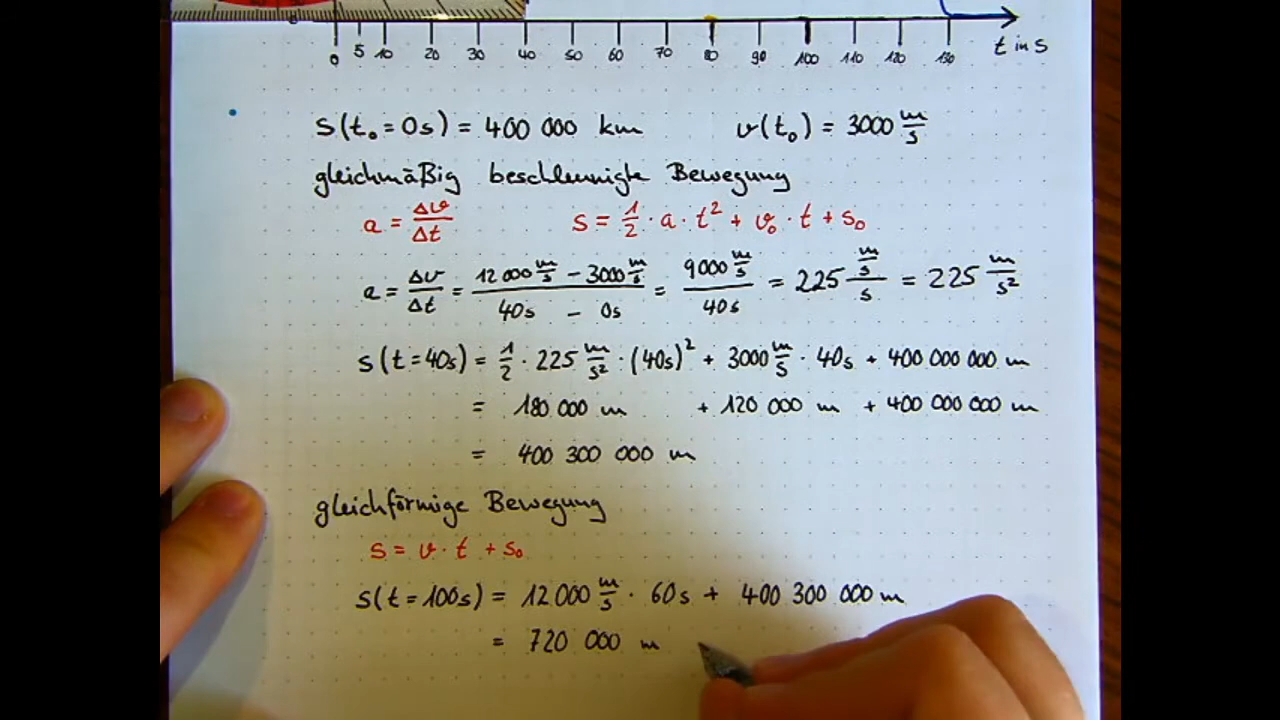 0 5 10 20 30 40 50 60 70 80 90 100 110 120 130 t in s
s(t₀=0s) = 400 000 km v(t₀) = 3000 m/s
gleichmäßig beschleunigte Bewegung
a = Δv/Δt s = 1/2 · a · t² + v₀ · t + s₀
a = Δv/Δt = (12 000 m/s − 3000 m/s)/(40s − 0s) = 9000 m/s / 40s = 225 m/s / s = 225 m/s²
s(t=40s) = 1/2 · 225 m/s² · (40s)² + 3000 m/s · 40s + 400 000 000 m
= 180 000 m + 120 000 m + 400 000 000 m
= 400 300 000 m
gleichförmige Bewegung
s = v · t + s₀
s(t=100s) = 12 000 m/s · 60s + 400 300 000 m
= 720 000 m